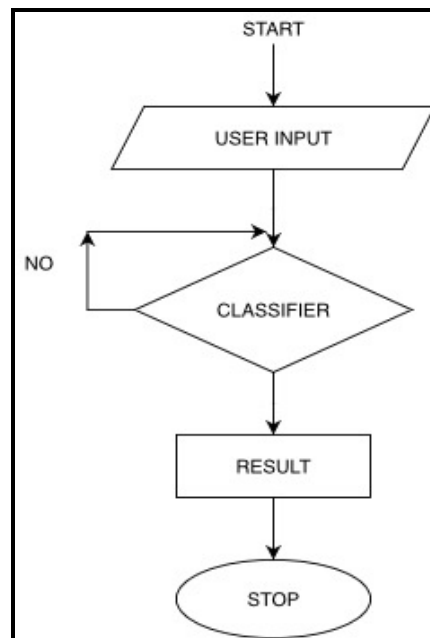 START
USER INPUT
NO
CLASSIFIER
RESULT
STOP